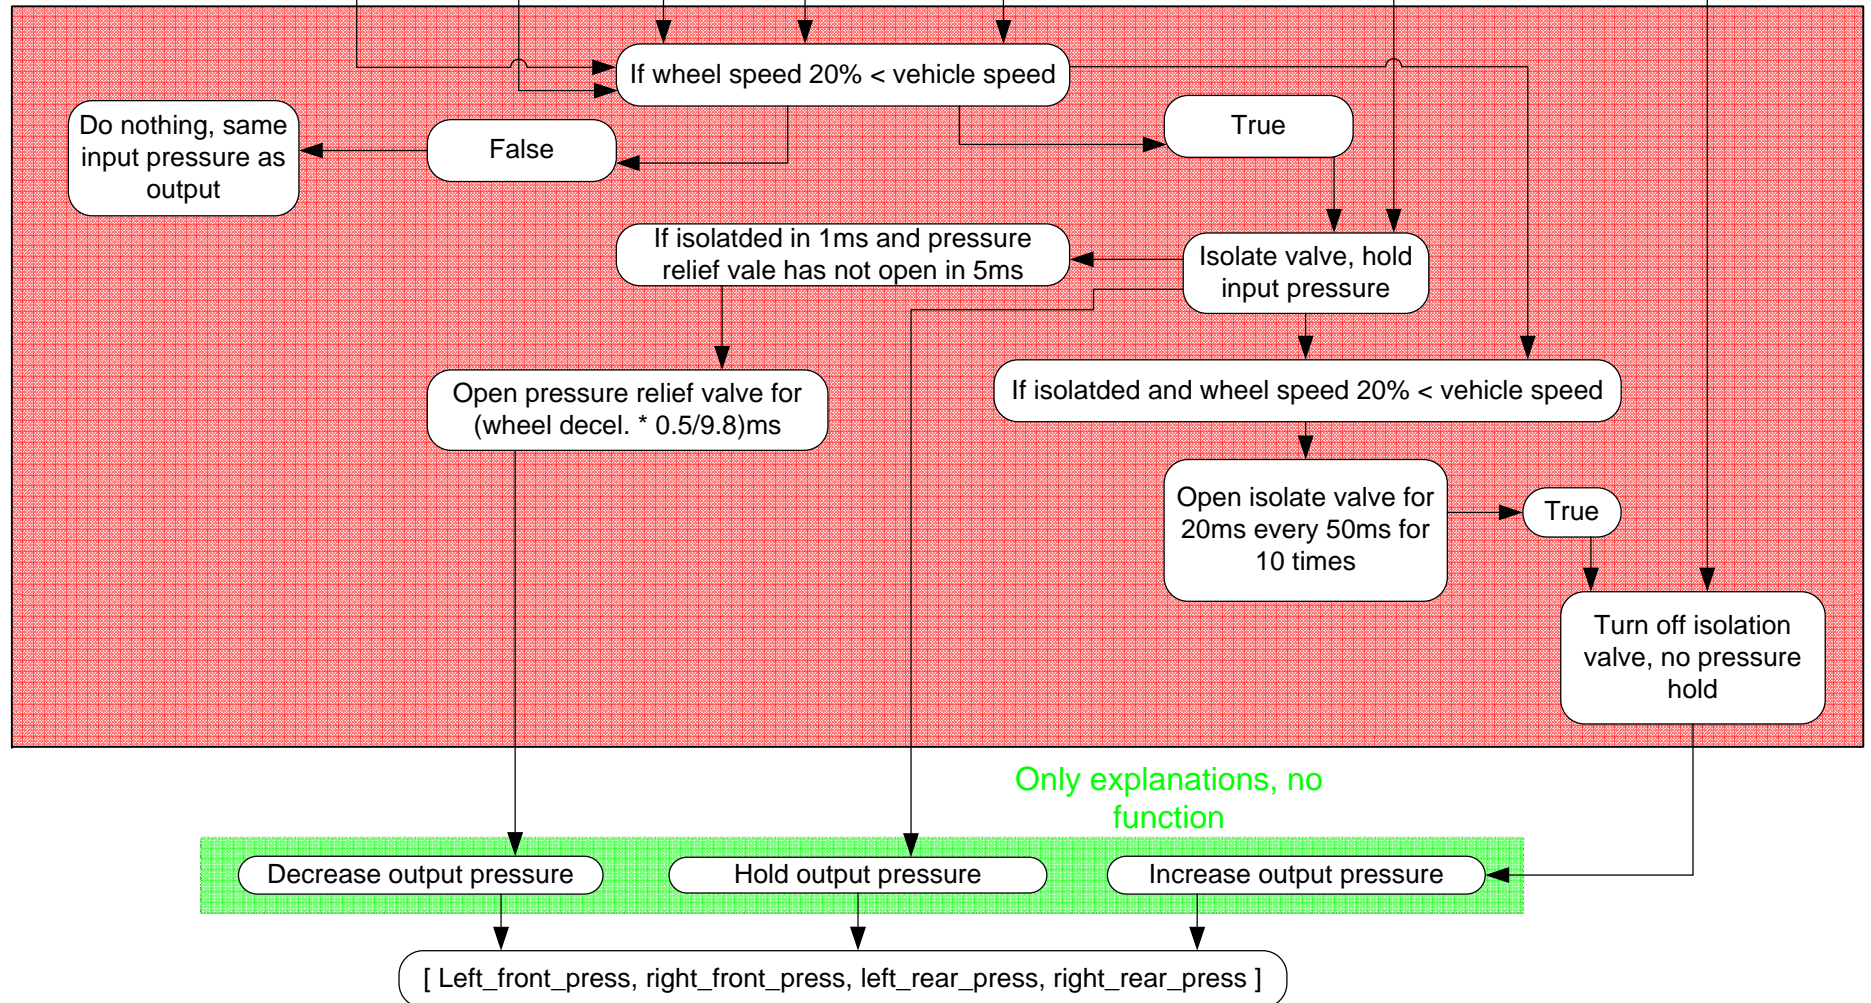 If wheel speed 20% < vehicle speed
Do nothing, same
input pressure as
output
False
True
If isolatded in 1ms and pressure
relief vale has not open in 5ms
Isolate valve, hold
input pressure
Open pressure relief valve for
(wheel decel. * 0.5/9.8)ms
If isolatded and wheel speed 20% < vehicle speed
Open isolate valve for
20ms every 50ms for
10 times
True
Turn off isolation
valve, no pressure
hold
Only explanations, no
function
Decrease output pressure
Hold output pressure
Increase output pressure
[ Left_front_press, right_front_press, left_rear_press, right_rear_press ]